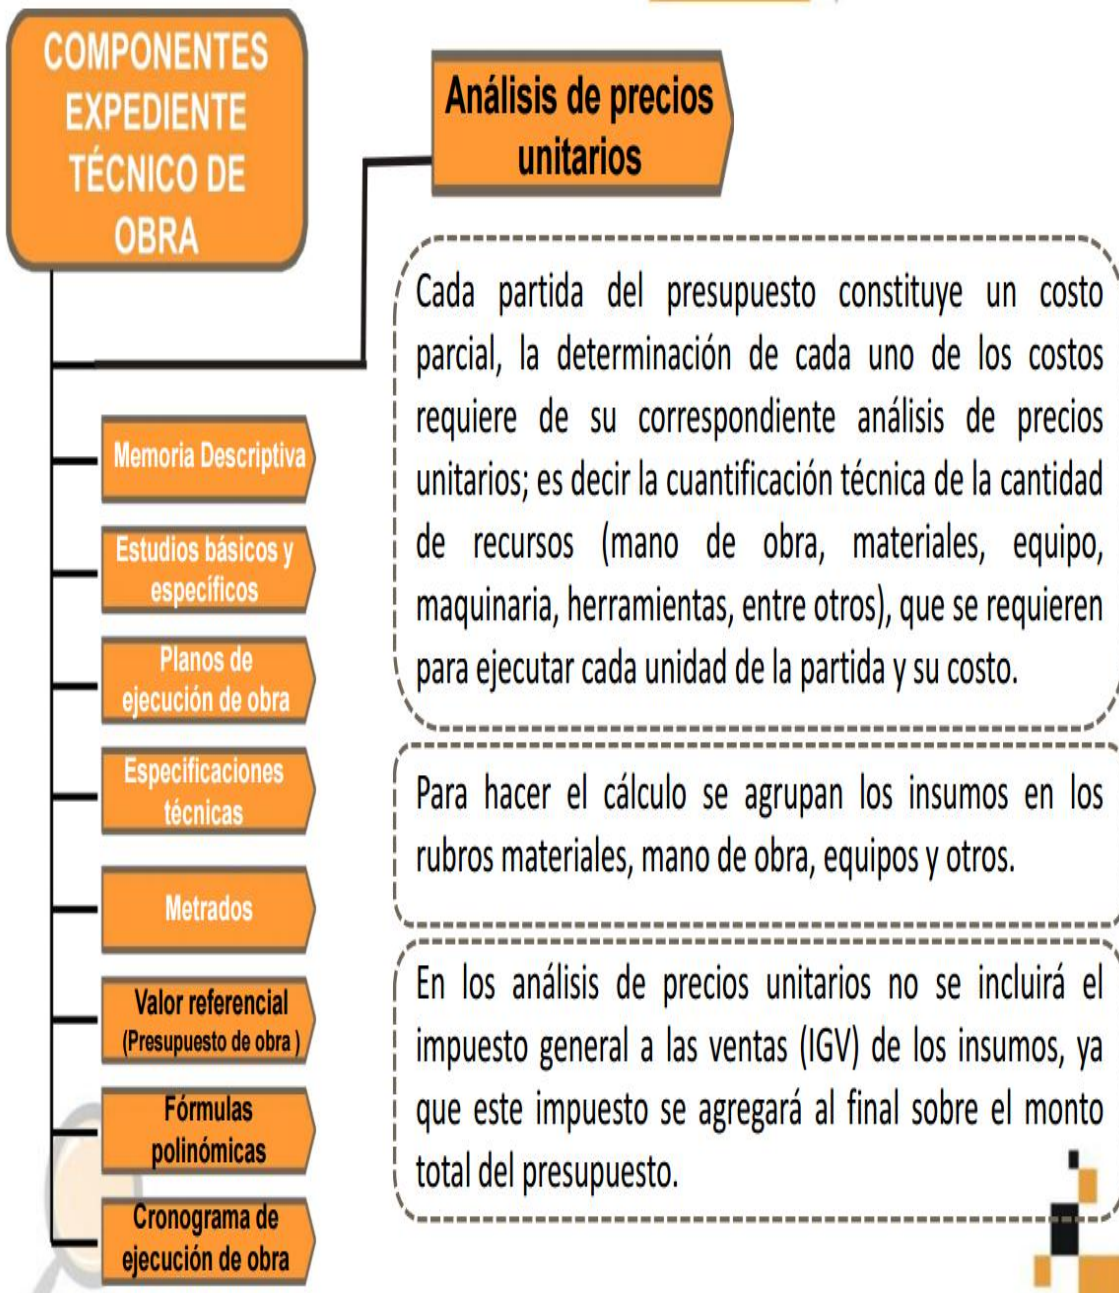 COMPONENTES
EXPEDIENTE
TÉCNICO DE
OBRA
Análisis de precios
unitarios
Memoria Descriptiva
Estudios básicos y
específicos
Planos de
ejecución de obra
Especificaciones
técnicas
Metrados
Valor referencial
(Presupuesto de obra )
Fórmulas
polinómicas
Cronograma de
ejecución de obra
Cada partida del presupuesto constituye un costo
parcial, la determinación de cada uno de los costos
requiere de su correspondiente análisis de precios
unitarios; es decir la cuantificación técnica de la cantidad
de recursos (mano de obra, materiales, equipo,
maquinaria, herramientas, entre otros), que se requieren
para ejecutar cada unidad de la partida y su costo.
Para hacer el cálculo se agrupan los insumos en los
rubros materiales, mano de obra, equipos y otros.
En los análisis de precios unitarios no se incluirá el
impuesto general a las ventas (IGV) de los insumos, ya
que este impuesto se agregará al final sobre el monto
total del presupuesto.